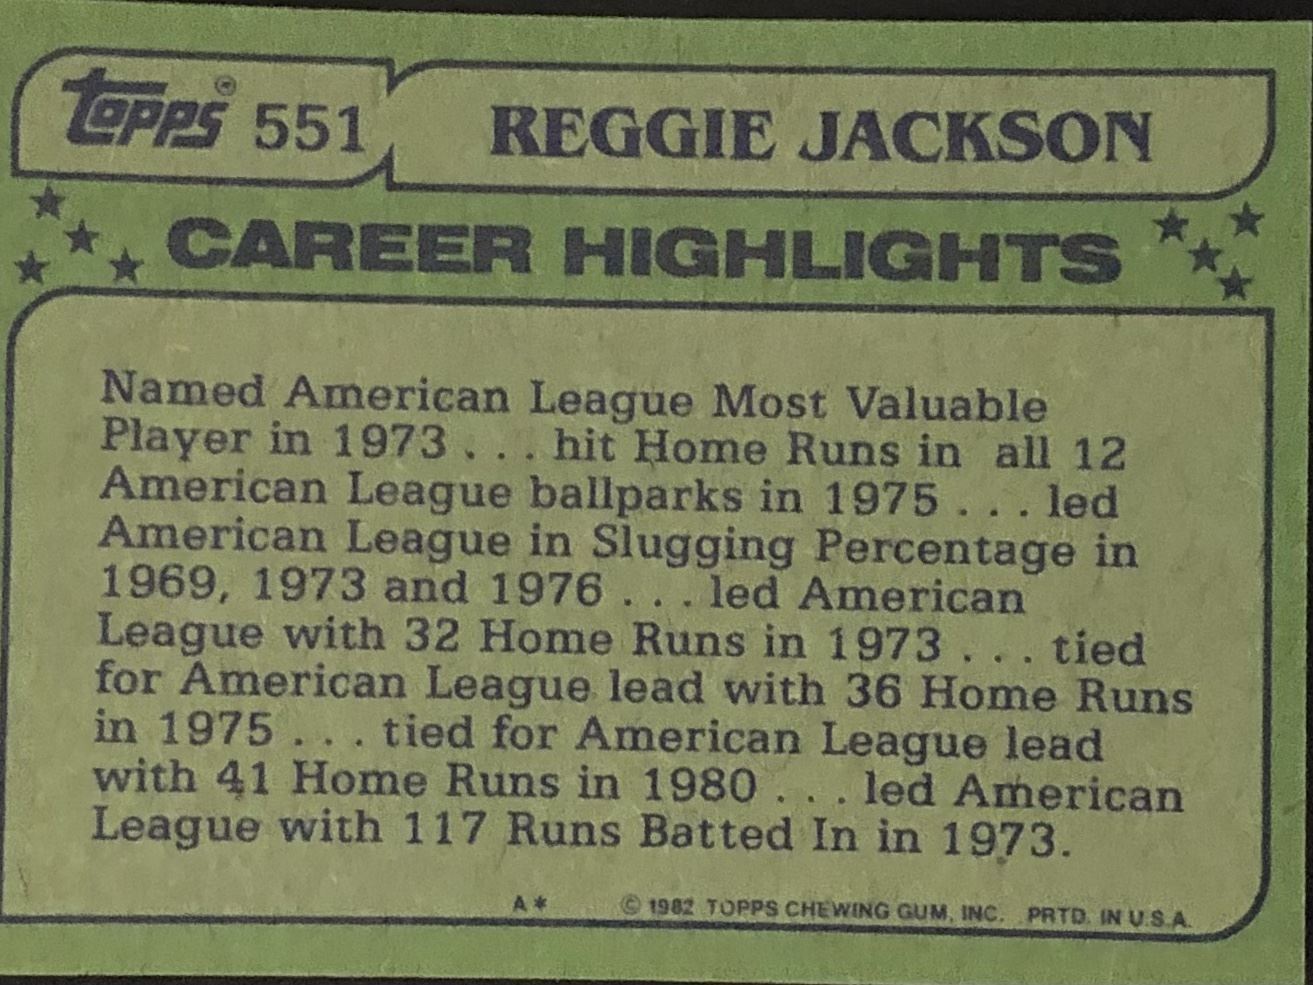 topps® 551 REGGIE JACKSON
CAREER HIGHLIGHTS
Named American League Most Valuable
Player in 1973 . . . hit Home Runs in all 12
American League ballparks in 1975 . . . led
American League in Slugging Percentage in
1969, 1973 and 1976 . . . led American
League with 32 Home Runs in 1973 . . . tied
for American League lead with 36 Home Runs
in 1975 . . . tied for American League lead
with 41 Home Runs in 1980 . . . led American
League with 117 Runs Batted In in 1973.
A* © 1982 TOPPS CHEWING GUM, INC. PRTD. IN U.S.A.